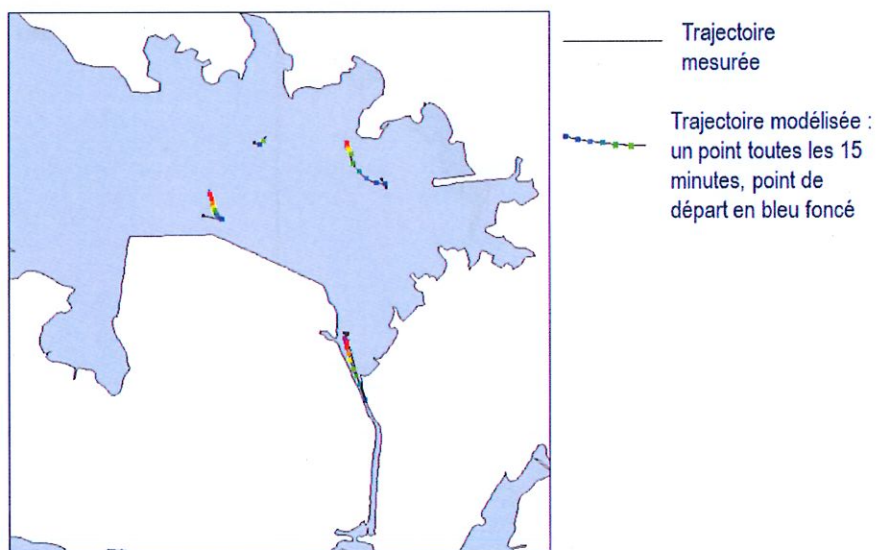 Trajectoire
mesurée
Trajectoire modélisée :
un point toutes les 15
minutes, point de
départ en bleu foncé